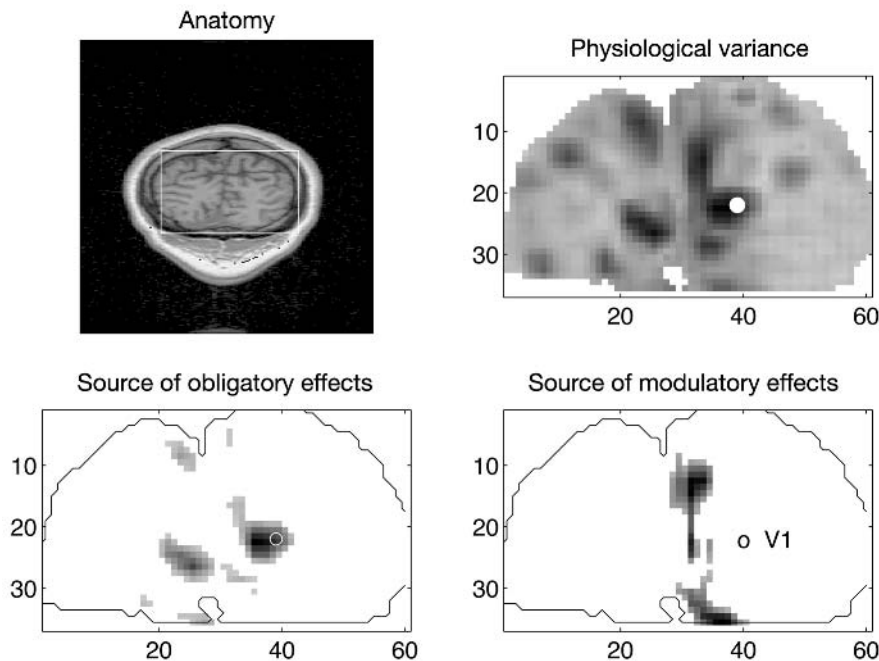 Anatomy
Physiological variance
10
20
30
20 40 60
Source of obligatory effects
10
20
30
20 40 60
Source of modulatory effects
10
20
30
V1
20 40 60